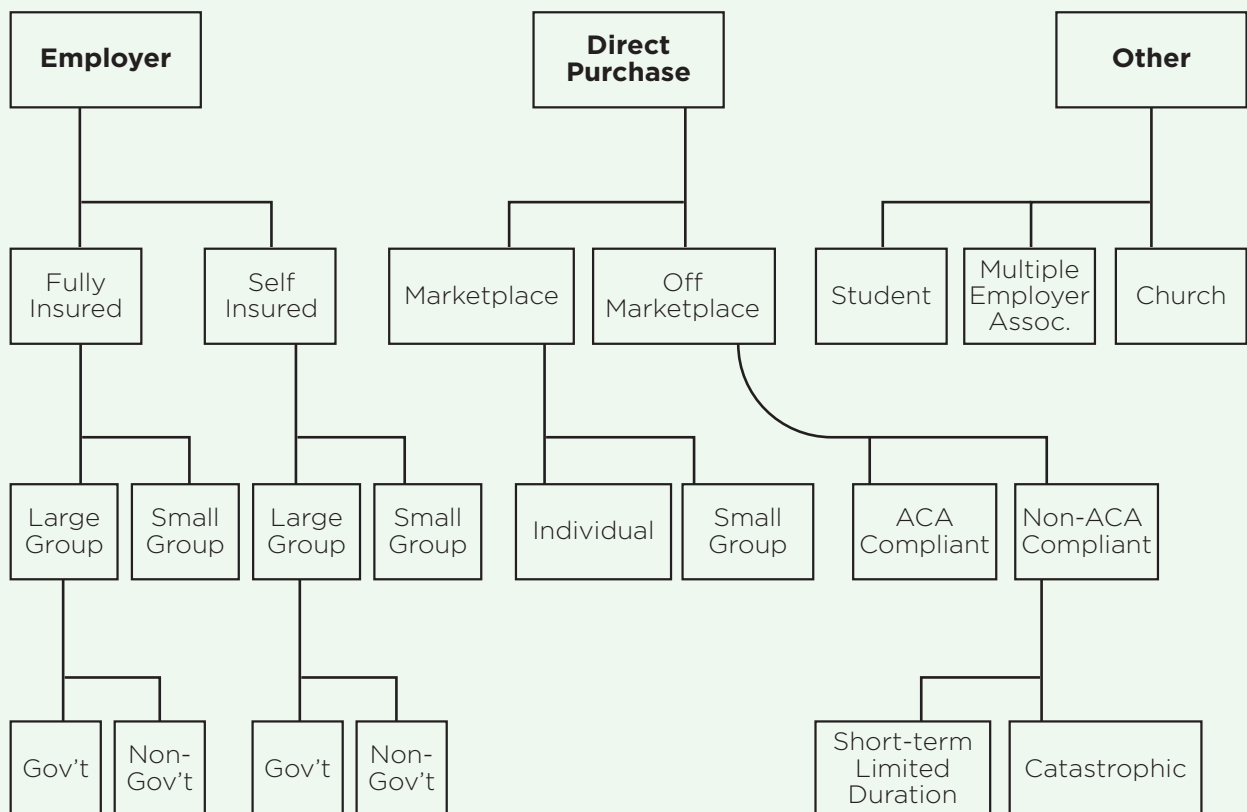 Employer
Direct
Purchase
Other
Fully
Insured
Self
Insured
Marketplace
Off
Marketplace
Student
Multiple
Employer
Assoc.
Church
Large
Group
Small
Group
Large
Group
Small
Group
Individual
Small
Group
ACA
Compliant
Non-ACA
Compliant
Gov't
Non-
Gov't
Gov't
Non-
Gov't
Short-term
Limited
Duration
Catastrophic